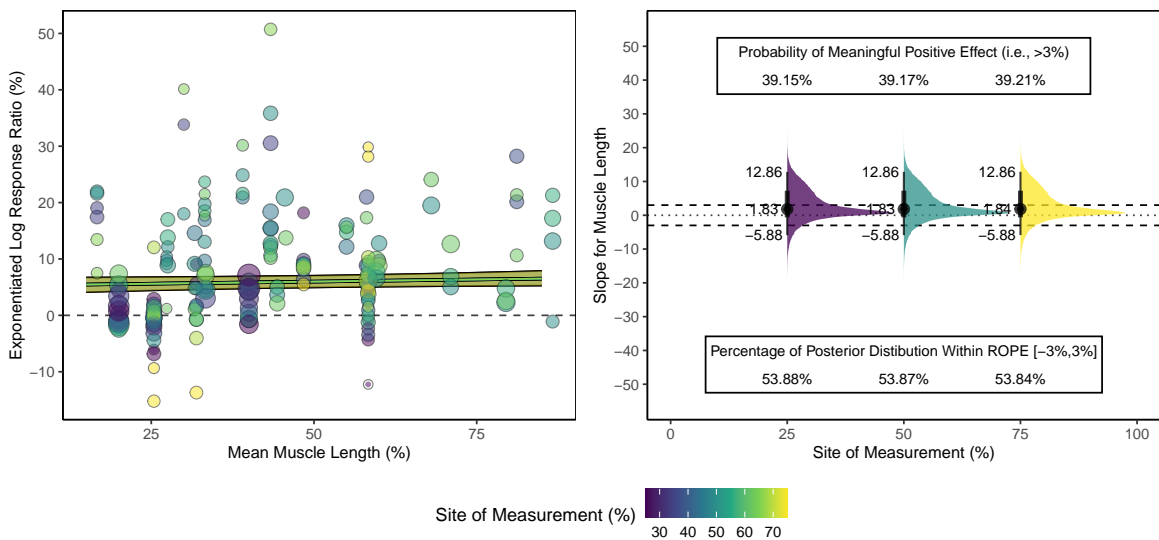 50
40
30
20
10
0
−10
Exponentiated Log Response Ratio (%)
25
50
75
Mean Muscle Length (%)
50
40
30
20
10
0
−10
−20
−30
−40
−50
Slope for Muscle Length
Probability of Meaningful Positive Effect (i.e., >3%)
39.15% 39.17% 39.21%
12.86 12.86 12.86
1.83 1.83 1.84
−5.88 −5.88 −5.88
Percentage of Posterior Distibution Within ROPE [−3%,3%]
53.88% 53.87% 53.84%
0 25 50 75 100
Site of Measurement (%)
Site of Measurement (%)
30 40 50 60 70